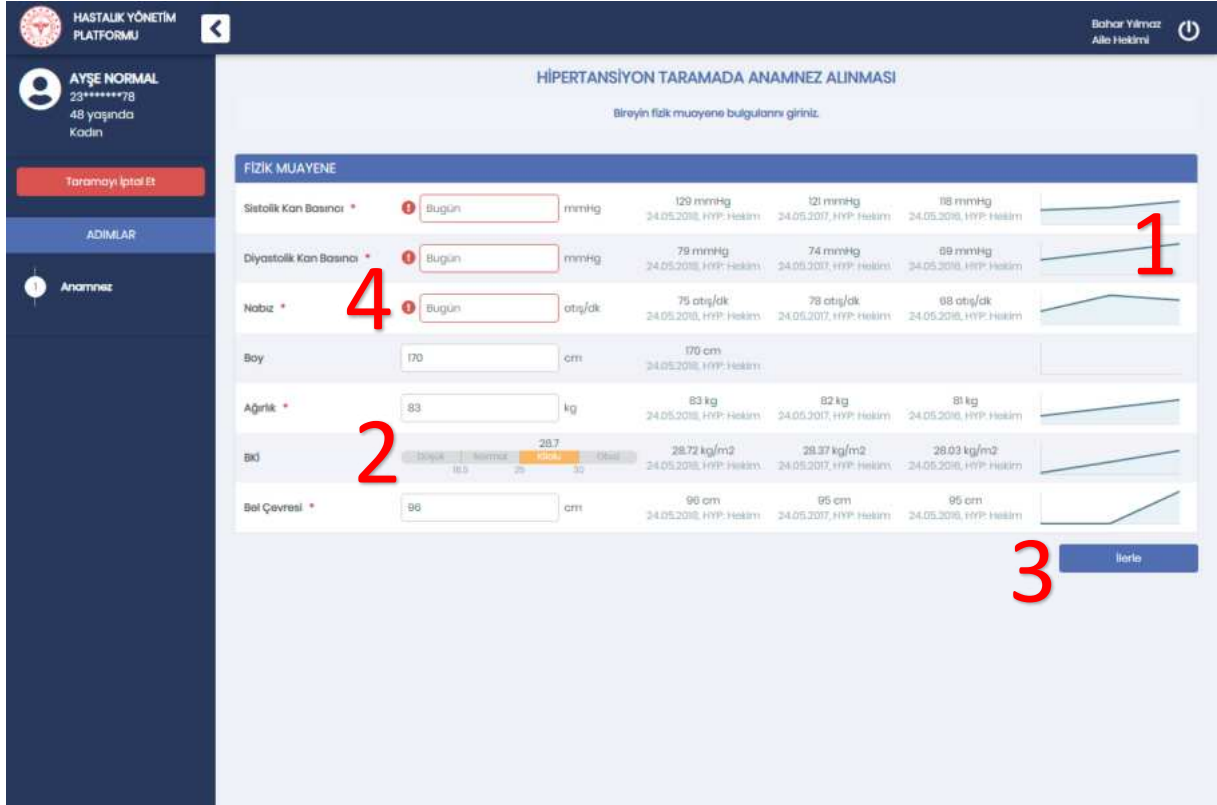 HASTALIK YÖNETİM
PLATFORMU
Bahar Yılmaz
Aile Hekimi
AYŞE NORMAL
23*******78
48 yaşında
Kadın
Taramayı İptal Et
ADIMLAR
1 Anamnez
HİPERTANSİYON TARAMADA ANAMNEZ ALINMASI
Bireyin fizik muayene bulgularını giriniz.
FİZİK MUAYENE
Sistolik Kan Basıncı * Bugün mmHg 129 mmHg 121 mmHg 118 mmHg
24.05.2018, HYP: Hekim 24.05.2017, HYP: Hekim 24.05.2016, HYP: Hekim
1
Diyastolik Kan Basıncı * Bugün mmHg 79 mmHg 74 mmHg 69 mmHg
24.05.2018, HYP: Hekim 24.05.2017, HYP: Hekim 24.05.2016, HYP: Hekim
4
Nabız * Bugün atış/dk 75 atış/dk 78 atış/dk 68 atış/dk
24.05.2018, HYP: Hekim 24.05.2017, HYP: Hekim 24.05.2016, HYP: Hekim
Boy 170 cm 170 cm
24.05.2018, HYP: Hekim
Ağırlık * 83 kg 83 kg 82 kg 81 kg
24.05.2018, HYP: Hekim 24.05.2017, HYP: Hekim 24.05.2016, HYP: Hekim
2
28.7
BKİ Düşük Normal Kilolu Obez 28.72 kg/m2 28.37 kg/m2 28.03 kg/m2
18.5 25 30 24.05.2018, HYP: Hekim 24.05.2017, HYP: Hekim 24.05.2016, HYP: Hekim
Bel Çevresi * 96 cm 96 cm 95 cm 95 cm
24.05.2018, HYP: Hekim 24.05.2017, HYP: Hekim 24.05.2016, HYP: Hekim
3
İlerle